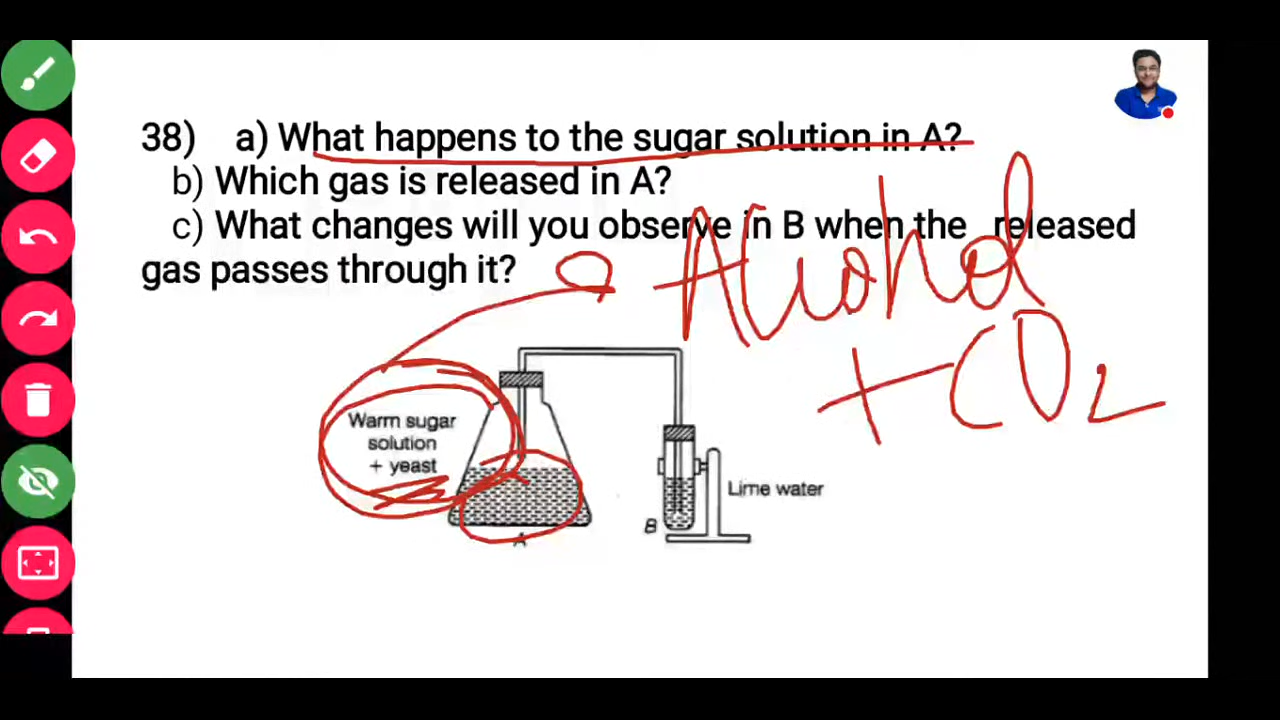 38) a) What happens to the sugar solution in A?
b) Which gas is released in A?
c) What changes will you observe in B when the released
gas passes through it?
Alcohol
+ CO2
Warm sugar
solution
+ yeast
Lime water
A
B